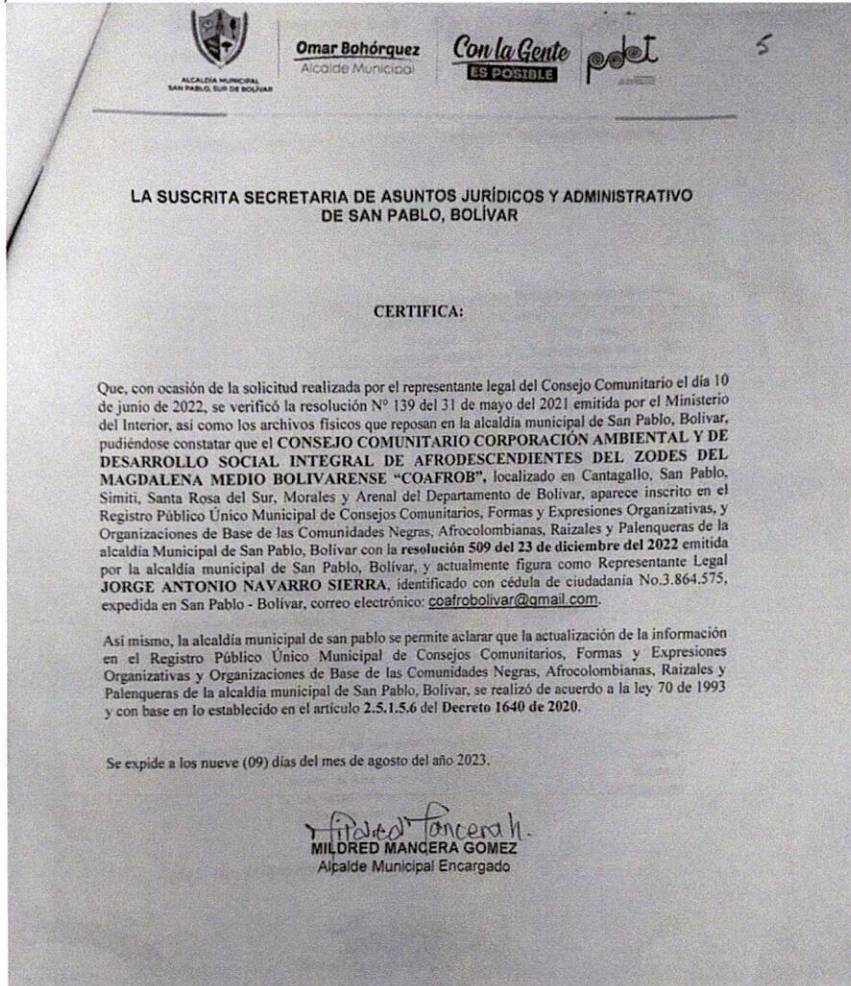 ALCALDÍA MUNICIPAL
SAN PABLO, SUR DE BOLÍVAR
Omar Bohórquez
Alcalde Municipal
Con la Gente
ES POSIBLE
pdet
5
LA SUSCRITA SECRETARIA DE ASUNTOS JURÍDICOS Y ADMINISTRATIVO
DE SAN PABLO, BOLÍVAR
CERTIFICA:
Que, con ocasión de la solicitud realizada por el representante legal del Consejo Comunitario el día 10
de junio de 2022, se verificó la resolución N° 139 del 31 de mayo del 2021 emitida por el Ministerio
del Interior, así como los archivos físicos que reposan en la alcaldía municipal de San Pablo, Bolívar,
pudiéndose constatar que el CONSEJO COMUNITARIO CORPORACIÓN AMBIENTAL Y DE
DESARROLLO SOCIAL INTEGRAL DE AFRODESCENDIENTES DEL ZODES DEL
MAGDALENA MEDIO BOLIVARENSE “COAFROB”, localizado en Cantagallo, San Pablo,
Simiti, Santa Rosa del Sur, Morales y Arenal del Departamento de Bolívar, aparece inscrito en el
Registro Público Único Municipal de Consejos Comunitarios, Formas y Expresiones Organizativas, y
Organizaciones de Base de las Comunidades Negras, Afrocolombianas, Raizales y Palenqueras de la
alcaldía Municipal de San Pablo, Bolívar con la resolución 509 del 23 de diciembre del 2022 emitida
por la alcaldía municipal de San Pablo, Bolívar, y actualmente figura como Representante Legal
JORGE ANTONIO NAVARRO SIERRA, identificado con cédula de ciudadanía No.3.864.575,
expedida en San Pablo - Bolívar, correo electrónico: coafrobolivar@gmail.com.
Así mismo, la alcaldía municipal de san pablo se permite aclarar que la actualización de la información
en el Registro Público Único Municipal de Consejos Comunitarios, Formas y Expresiones
Organizativas y Organizaciones de Base de las Comunidades Negras, Afrocolombianas, Raizales y
Palenqueras de la alcaldía municipal de San Pablo, Bolívar, se realizó de acuerdo a la ley 70 de 1993
y con base en lo establecido en el artículo 2.5.1.5.6 del Decreto 1640 de 2020.
Se expide a los nueve (09) días del mes de agosto del año 2023.
Mildred Mancera h.
MILDRED MANCERA GOMEZ
Alcalde Municipal Encargado